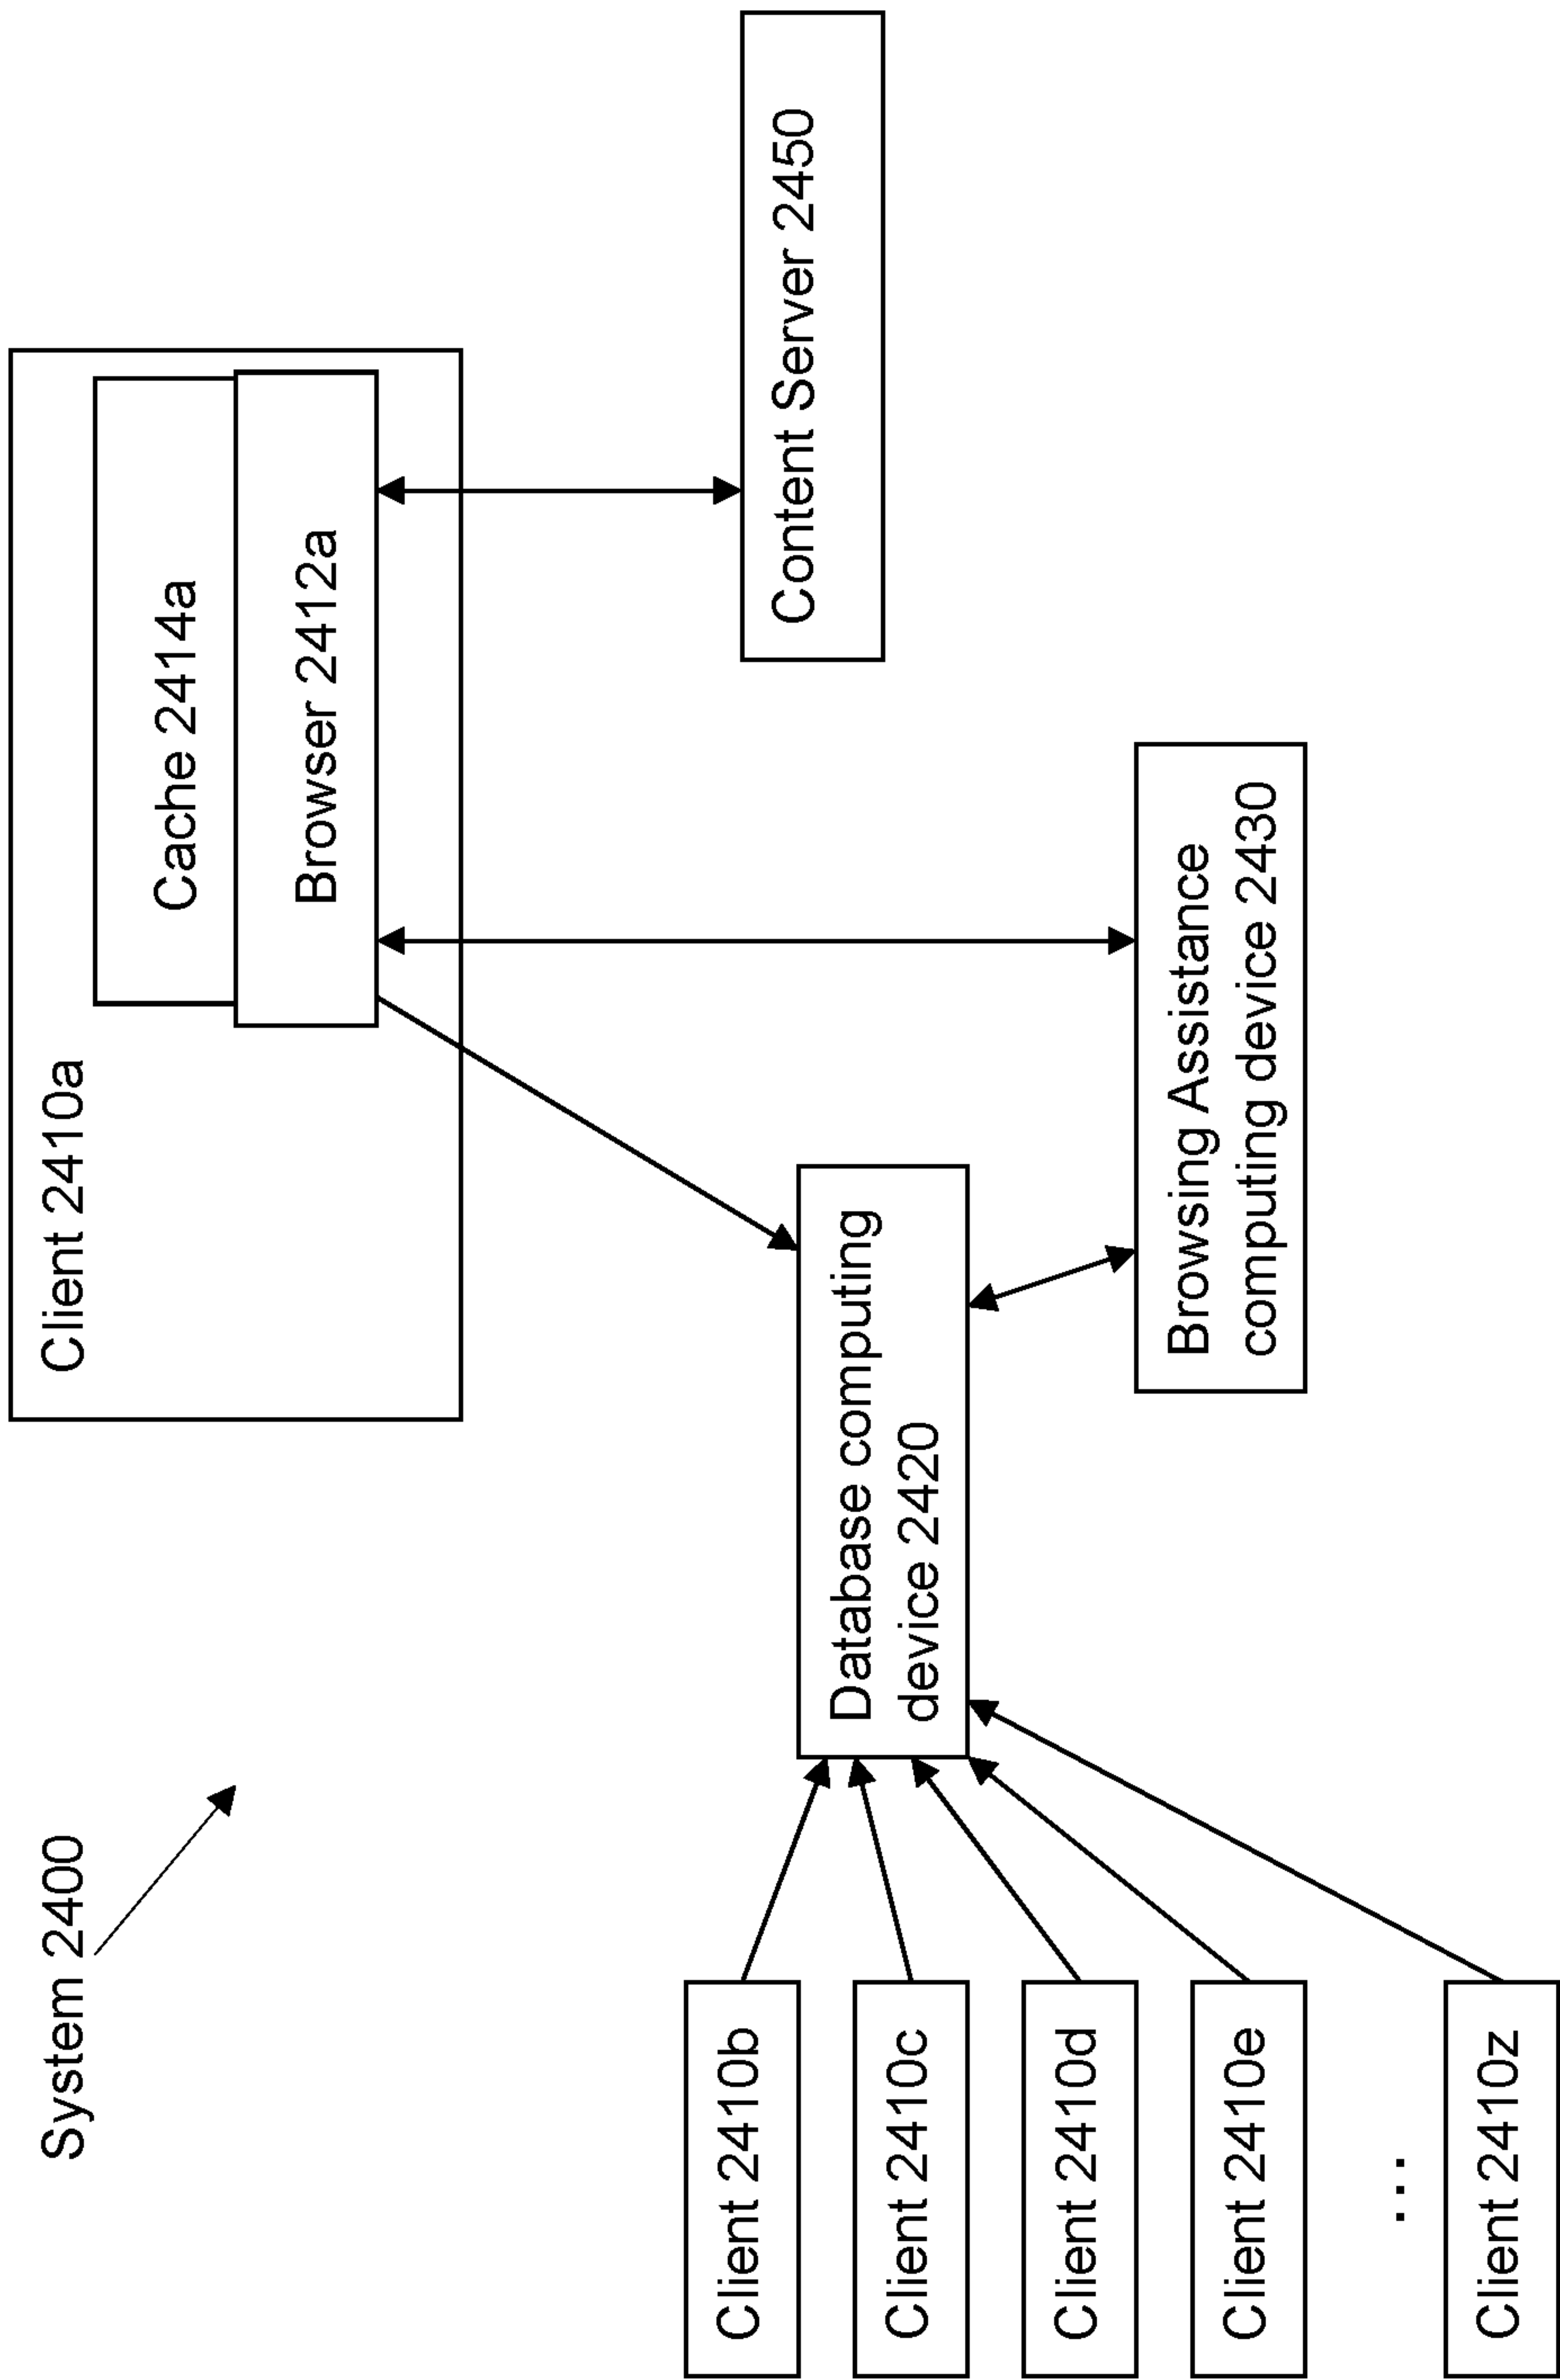 System 2400
Client 2410a
Cache 2414a
Browser 2412a
Client 2410b
Client 2410c
Client 2410d
Client 2410e
...
Client 2410z
Database computing
device 2420
Browsing Assistance
computing device 2430
Content Server 2450